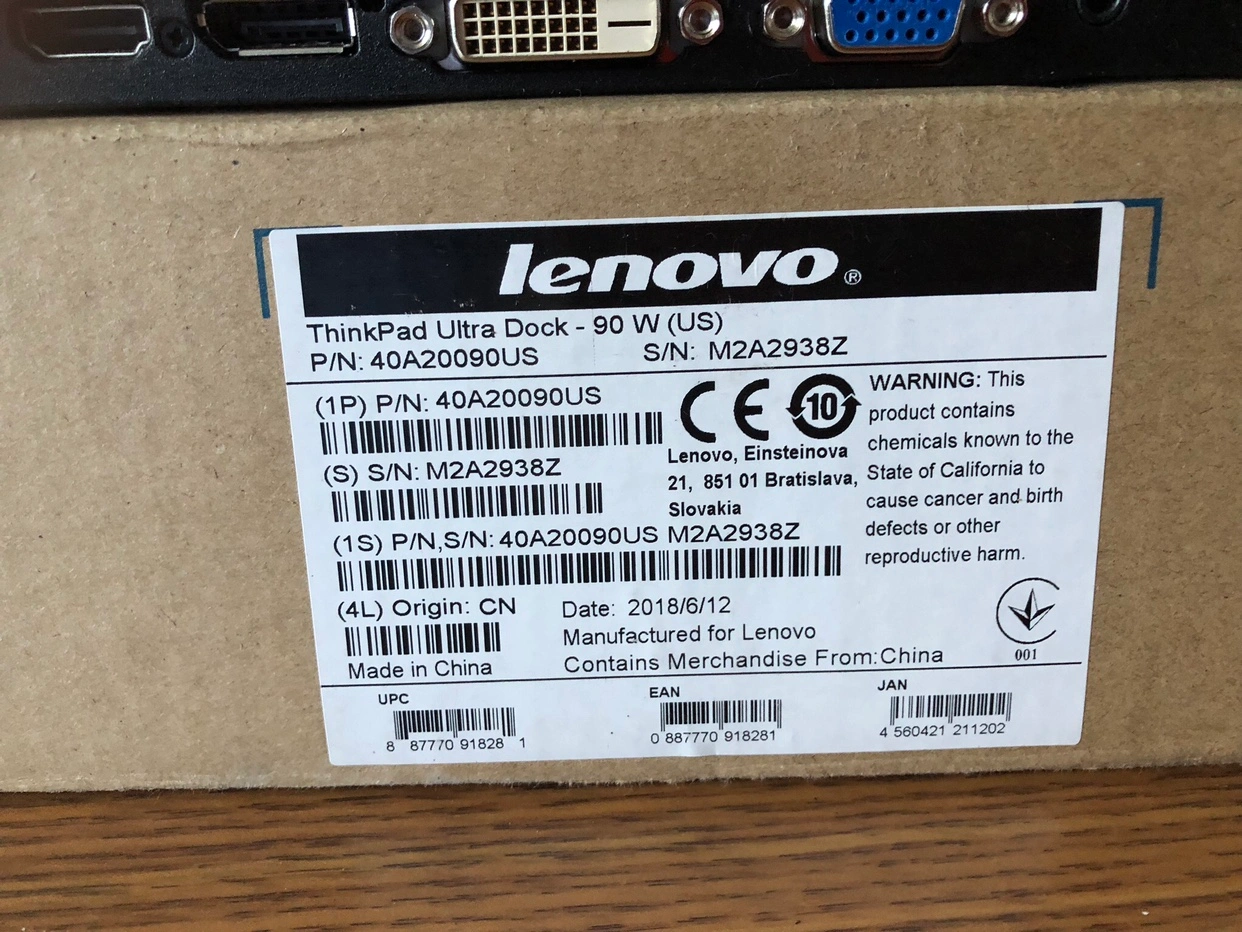 lenovo®
ThinkPad Ultra Dock - 90 W (US)
P/N: 40A20090US S/N: M2A2938Z
(1P) P/N: 40A20090US
(S) S/N: M2A2938Z
(1S) P/N,S/N: 40A20090US M2A2938Z
(4L) Origin: CN
Made in China
CE 10
Lenovo, Einsteinova
21, 851 01 Bratislava,
Slovakia
WARNING: This
product contains
chemicals known to the
State of California to
cause cancer and birth
defects or other
reproductive harm.
Date: 2018/6/12
Manufactured for Lenovo
Contains Merchandise From:China
001
UPC
8 87770 91828 1
EAN
0 887770 918281
JAN
4 560421 211202